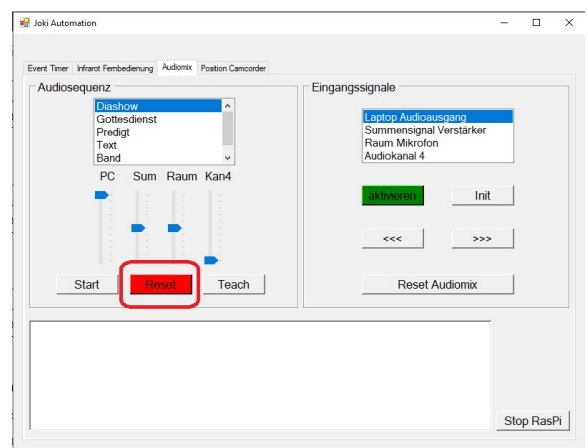 Joki Automation
Event Timer Infrarot Fernbedienung Audiomix Position Camcorder
Audiosequenz
Diashow
Gottesdienst
Predigt
Text
Band
PC Sum Raum Kan4
Start Reset Teach
Eingangssignale
Laptop Audioausgang
Summensignal Verstärker
Raum Mikrofon
Audiokanal 4
aktivieren Init
<<< >>>
Reset Audiomix
Stop RasPi